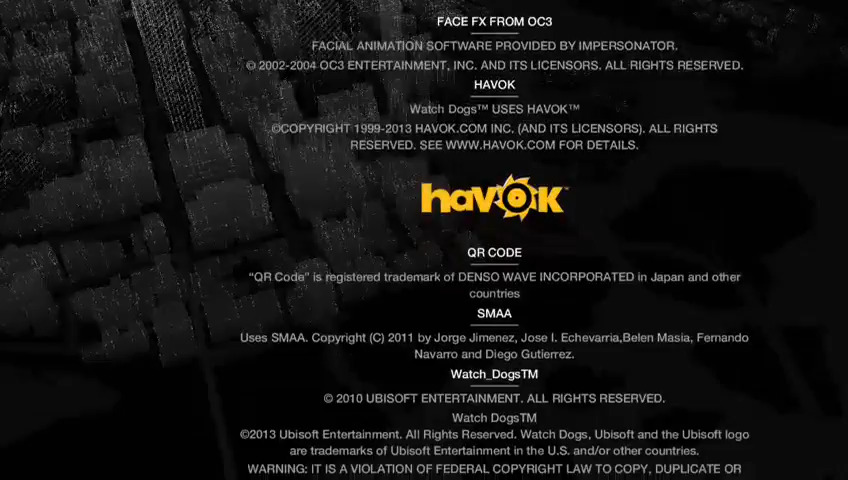 FACE FX FROM OC3
FACIAL ANIMATION SOFTWARE PROVIDED BY IMPERSONATOR.
© 2002-2004 OC3 ENTERTAINMENT, INC. AND ITS LICENSORS. ALL RIGHTS RESERVED.
HAVOK
Watch Dogs™ USES HAVOK™
©COPYRIGHT 1999-2013 HAVOK.COM INC. (AND ITS LICENSORS). ALL RIGHTS
RESERVED. SEE WWW.HAVOK.COM FOR DETAILS.
havok™
QR CODE
“QR Code” is registered trademark of DENSO WAVE INCORPORATED in Japan and other
countries
SMAA
Uses SMAA. Copyright (C) 2011 by Jorge Jimenez, Jose I. Echevarria,Belen Masia, Fernando
Navarro and Diego Gutierrez.
Watch_DogsTM
© 2010 UBISOFT ENTERTAINMENT. ALL RIGHTS RESERVED.
Watch DogsTM
©2013 Ubisoft Entertainment. All Rights Reserved. Watch Dogs, Ubisoft and the Ubisoft logo
are trademarks of Ubisoft Entertainment in the U.S. and/or other countries.
WARNING: IT IS A VIOLATION OF FEDERAL COPYRIGHT LAW TO COPY, DUPLICATE OR